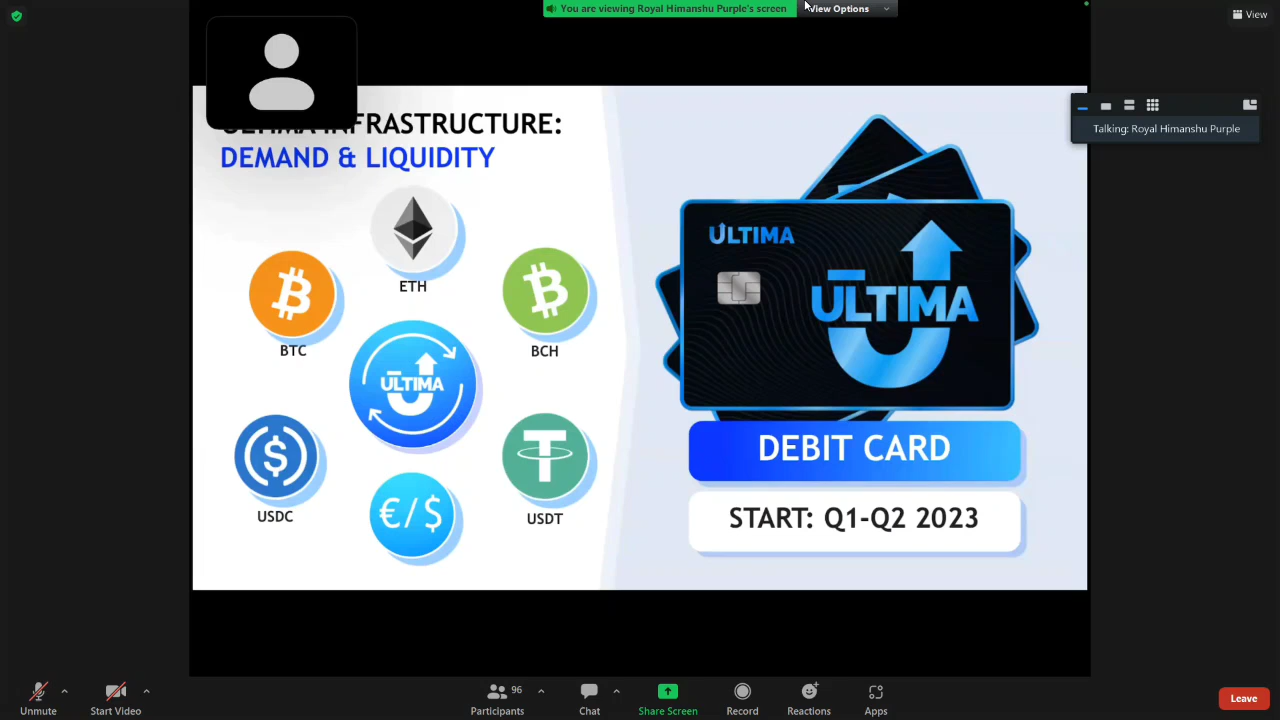 You are viewing Royal Himanshu Purple's screen
View Options
View
Talking: Royal Himanshu Purple
ULTIMA INFRASTRUCTURE:
DEMAND & LIQUIDITY
ETH
BTC
BCH
ULTIMA
USDC
€/$
USDT
ULTIMA
ULTIMA
DEBIT CARD
START: Q1-Q2 2023
Unmute
Start Video
96
Participants
Chat
Share Screen
Record
Reactions
Apps
Leave